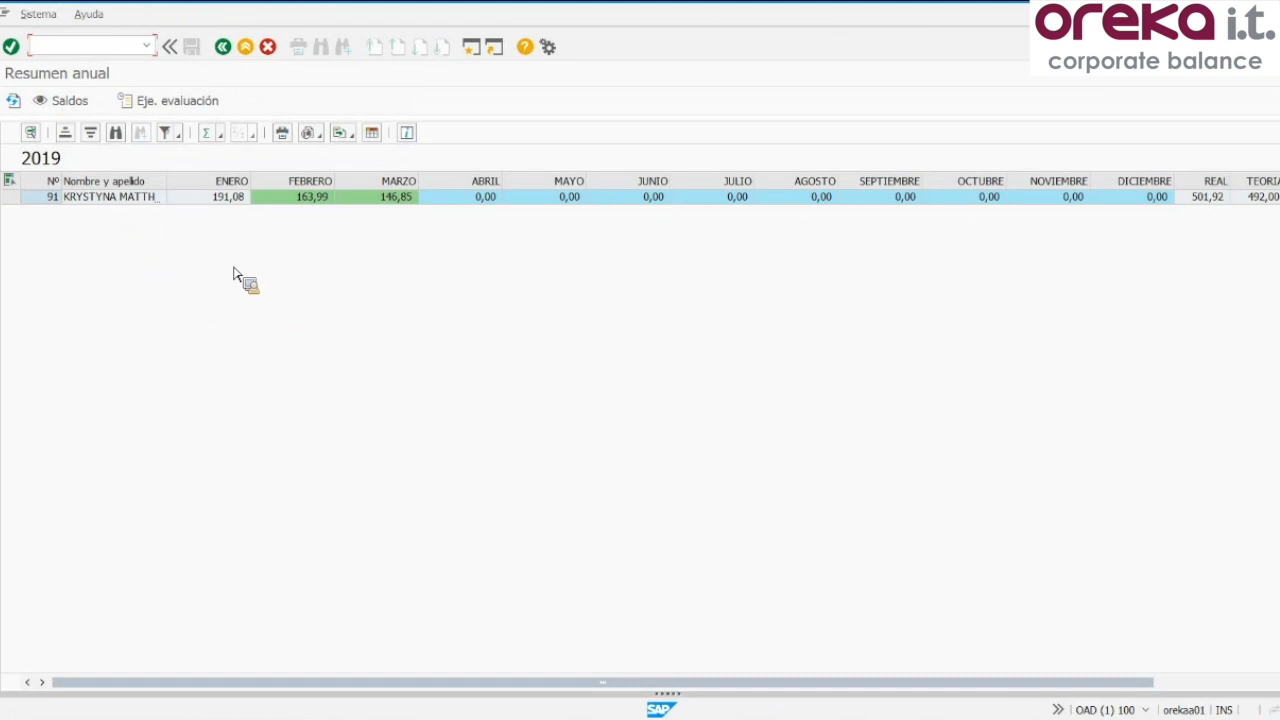 Sistema Ayuda
oreka i.t.
corporate balance
Resumen anual
Saldos Eje. evaluación
2019
Nº Nombre y apelido ENERO FEBRERO MARZO ABRIL MAYO JUNIO JULIO AGOSTO SEPTIEMBRE OCTUBRE NOVIEMBRE DICIEMBRE REAL TEORIA
91 KRYSTYNA MATTH... 191,08 163,99 146,85 0,00 0,00 0,00 0,00 0,00 0,00 0,00 0,00 0,00 501,92 492,00
SAP OAD (1) 100 orekaa01 INS